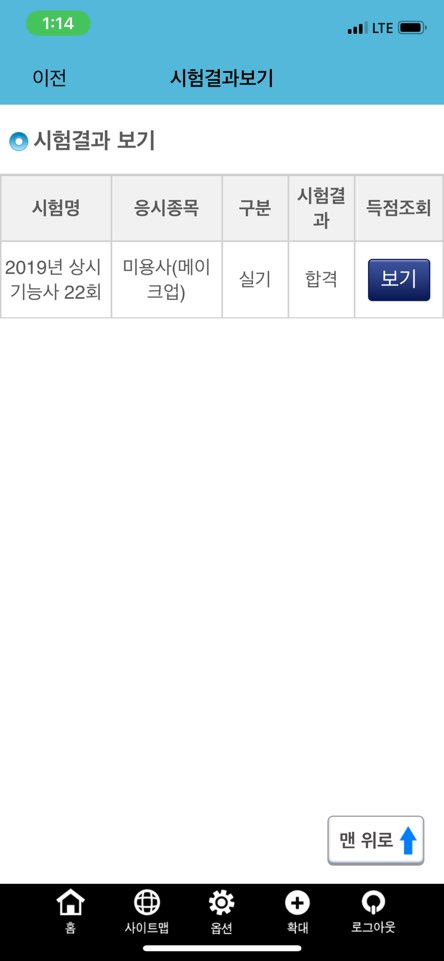 1:14
LTE
이전
시험결과보기
시험결과 보기
시험명
응시종목
구분
시험결
과
득점조회
2019년 상시
기능사 22회
미용사(메이
크업)
실기
합격
보기
맨 위로
홈
사이트맵
옵션
확대
로그아웃